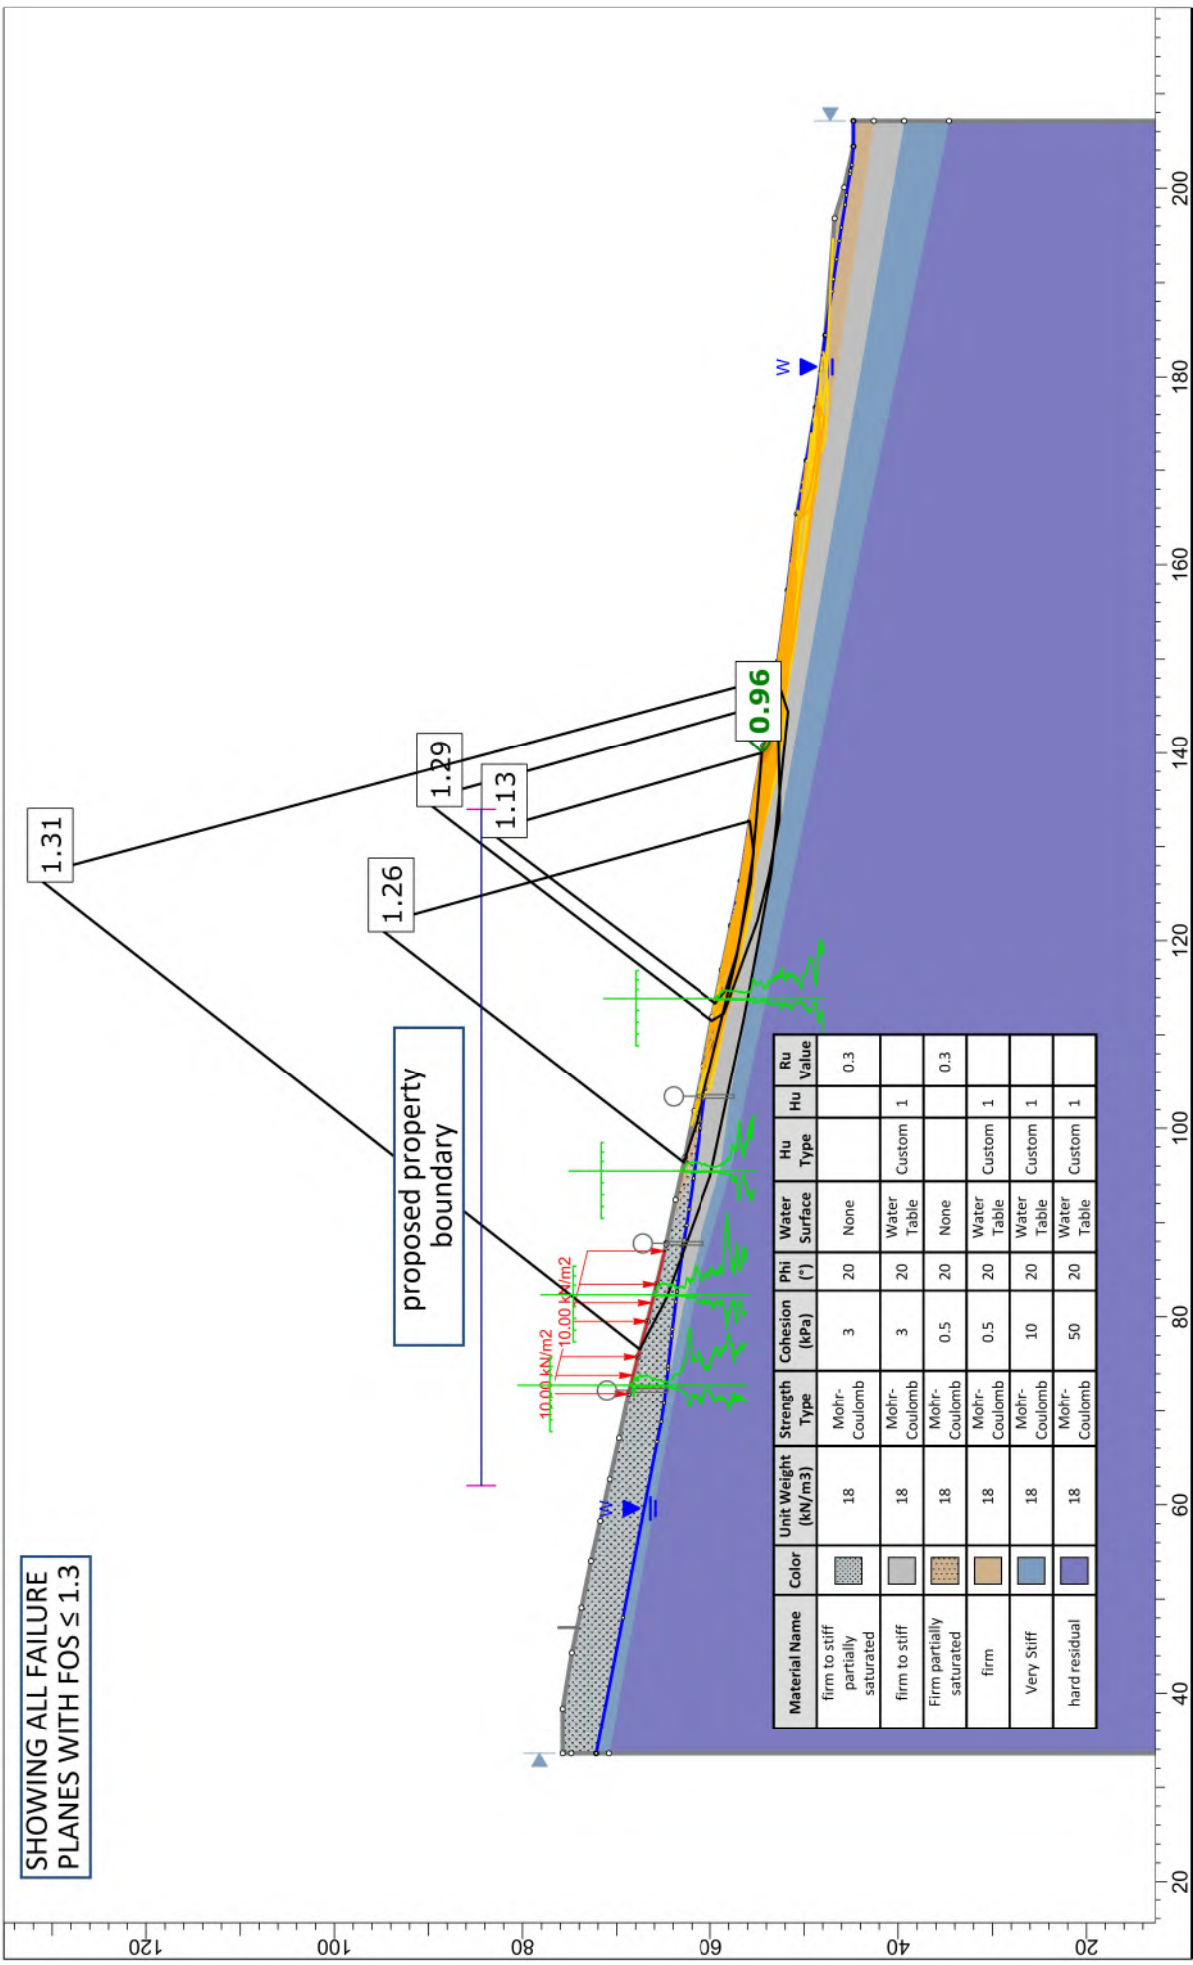 SHOWING ALL FAILURE
PLANES WITH FOS ≤ 1.3
1.31
1.29
1.13
1.26
0.96
proposed property
boundary
10.00 kN/m2
10.00 kN/m2
W
W
Material Name Color Unit Weight (kN/m3) Strength Type Cohesion (kPa) Phi (°) Water Surface Hu Type Hu Ru Value
firm to stiff partially saturated 18 Mohr-Coulomb 3 20 None 0.3
firm to stiff 18 Mohr-Coulomb 3 20 Water Table Custom 1
Firm partially saturated 18 Mohr-Coulomb 0.5 20 None 0.3
firm 18 Mohr-Coulomb 0.5 20 Water Table Custom 1
Very Stiff 18 Mohr-Coulomb 10 20 Water Table Custom 1
hard residual 18 Mohr-Coulomb 50 20 Water Table Custom 1
120
100
80
60
40
20
20
40
60
80
100
120
140
160
180
200